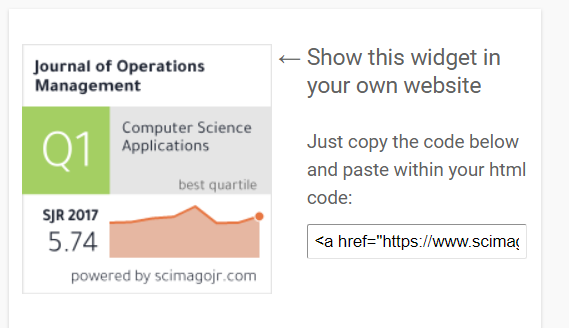 Journal of Operations
Management
Q1
Computer Science
Applications
best quartile
SJR 2017
5.74
powered by scimagojr.com
← Show this widget in
your own website
Just copy the code below
and paste within your html
code:
<a href="https://www.scimag